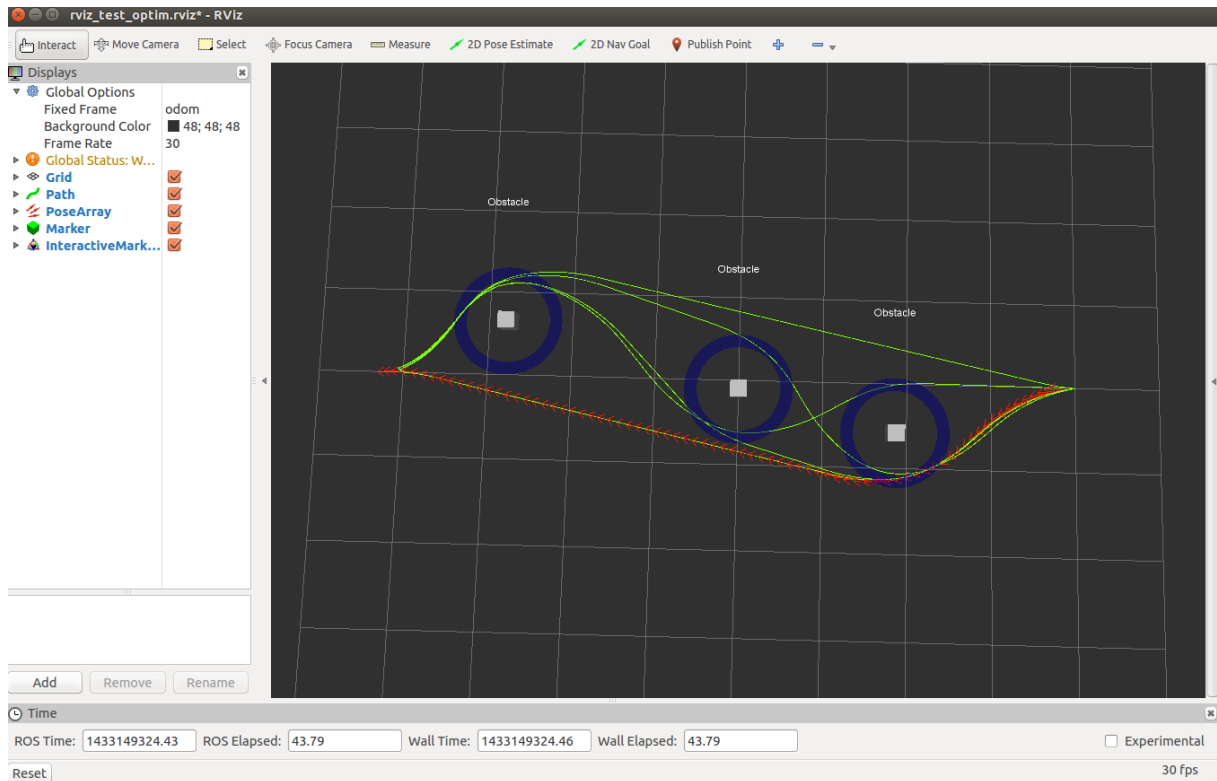 rviz_test_optim.rviz* - RViz
Interact Move Camera Select Focus Camera Measure 2D Pose Estimate 2D Nav Goal Publish Point
Displays
Global Options
Fixed Frame odom
Background Color 48; 48; 48
Frame Rate 30
Global Status: W...
Grid
Path
PoseArray
Marker
InteractiveMark...
Obstacle
Obstacle
Obstacle
Add Remove Rename
Time
ROS Time: 1433149324.43 ROS Elapsed: 43.79 Wall Time: 1433149324.46 Wall Elapsed: 43.79 Experimental
Reset 30 fps